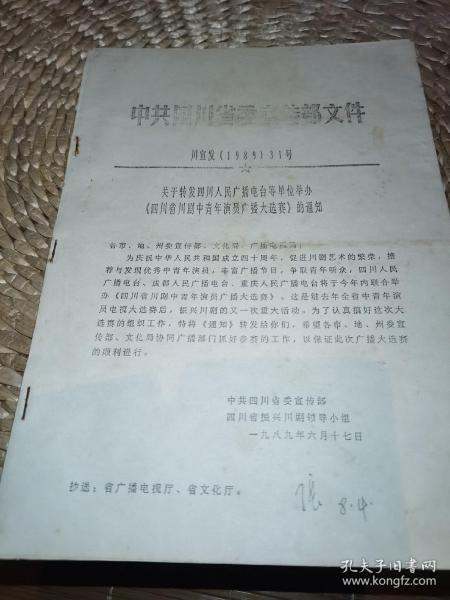 中共四川省委宣传部文件
川宣发（1989）31号
关于转发四川人民广播电台等单位举办
《四川省川剧中青年演员广播大选赛》的通知
各市、地、州委宣传部、文化局、广播电视局：
为庆祝中华人民共和国成立四十周年，促进川剧艺术的繁荣，推
荐与发现优秀中青年演员，丰富广播节目，争取青年听众，四川人民
广播电台、成都人民广播电台、重庆人民广播电台将于今年内联合举
办《四川省川剧中青年演员广播大选赛》。这是继去年全省中青年演
员电视大选赛后，振兴川剧的又一次重大活动。为了认真搞好这次大
选赛的组织工作，特将《通知》转发给你们，希望各市、地、州委宣
传部、文化局协同广播部门抓好参赛的工作，以保证此次广播大选赛
的顺利进行。
中共四川省委宣传部
四川省振兴川剧领导小组
一九八九年六月十七日
抄送：省广播电视厅、省文化厅。
张 8.4.
孔夫子旧书网
www.kongfz.com